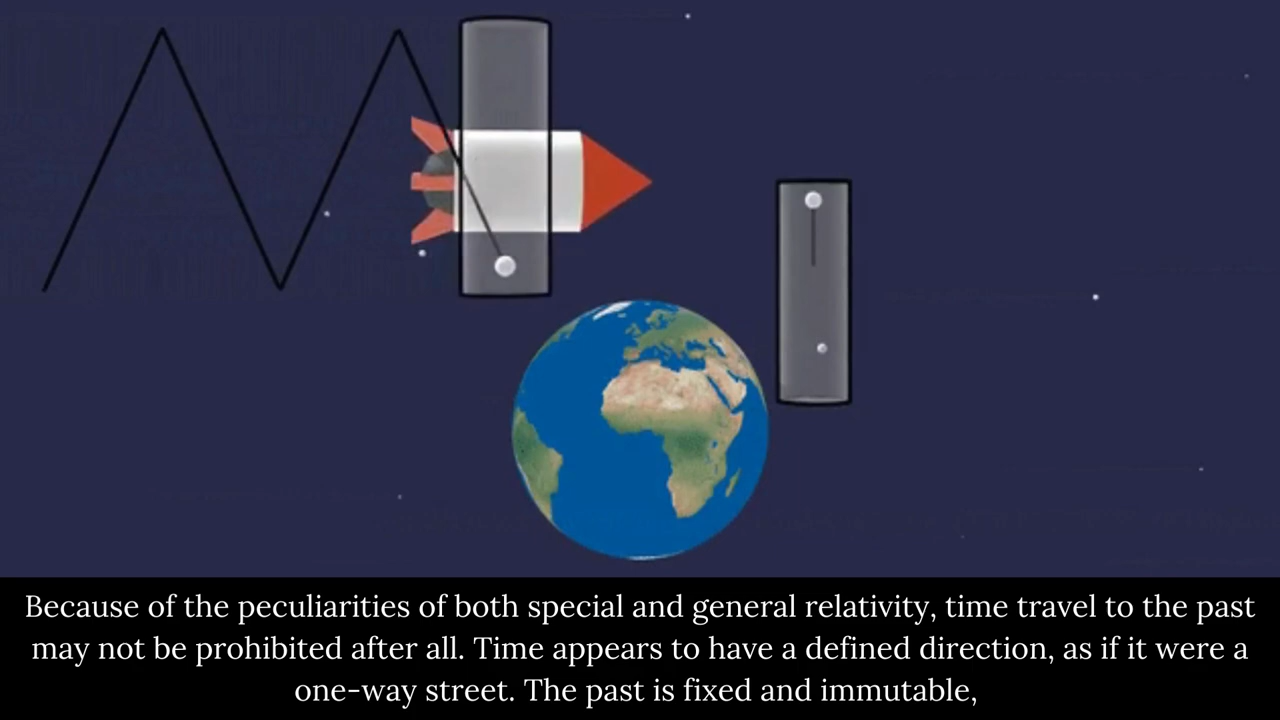 Because of the peculiarities of both special and general relativity, time travel to the past
may not be prohibited after all. Time appears to have a defined direction, as if it were a
one-way street. The past is fixed and immutable,